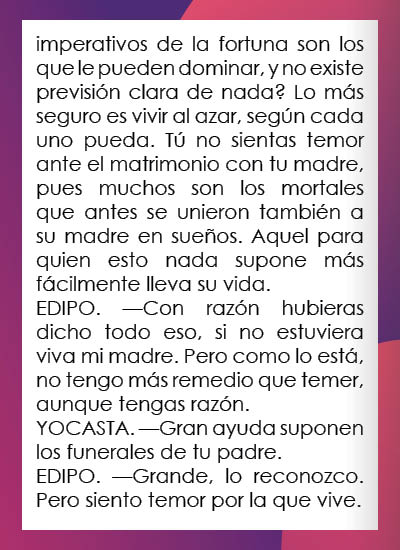 imperativos de la fortuna son los
que le pueden dominar, y no existe
previsión clara de nada? Lo más
seguro es vivir al azar, según cada
uno pueda. Tú no sientas temor
ante el matrimonio con tu madre,
pues muchos son los mortales
que antes se unieron también a
su madre en sueños. Aquel para
quien esto nada supone más
fácilmente lleva su vida.
EDIPO. —Con razón hubieras
dicho todo eso, si no estuviera
viva mi madre. Pero como lo está,
no tengo más remedio que temer,
aunque tengas razón.
YOCASTA. —Gran ayuda suponen
los funerales de tu padre.
EDIPO. —Grande, lo reconozco.
Pero siento temor por la que vive.